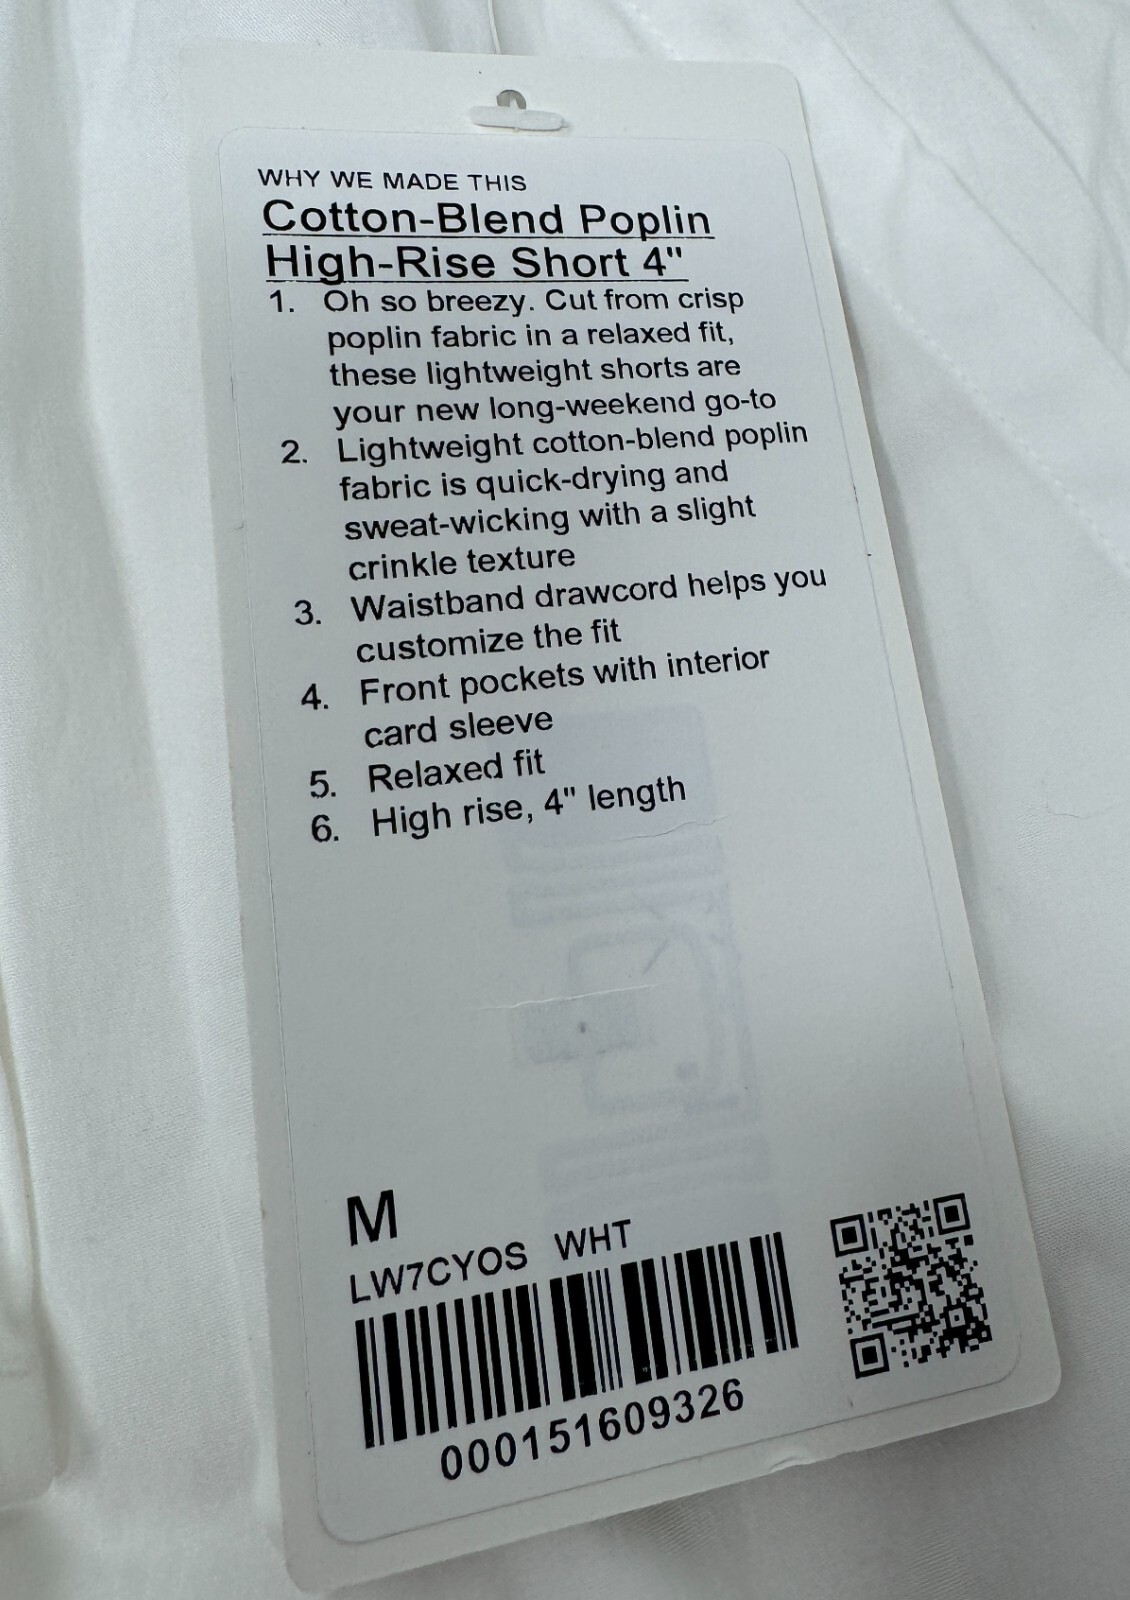 WHY WE MADE THIS
Cotton-Blend Poplin
High-Rise Short 4"
1. Oh so breezy. Cut from crisp
poplin fabric in a relaxed fit,
these lightweight shorts are
your new long-weekend go-to
2. Lightweight cotton-blend poplin
fabric is quick-drying and
sweat-wicking with a slight
crinkle texture
3. Waistband drawcord helps you
customize the fit
4. Front pockets with interior
card sleeve
5. Relaxed fit
6. High rise, 4" length
M
LW7CYOS WHT
000151609326